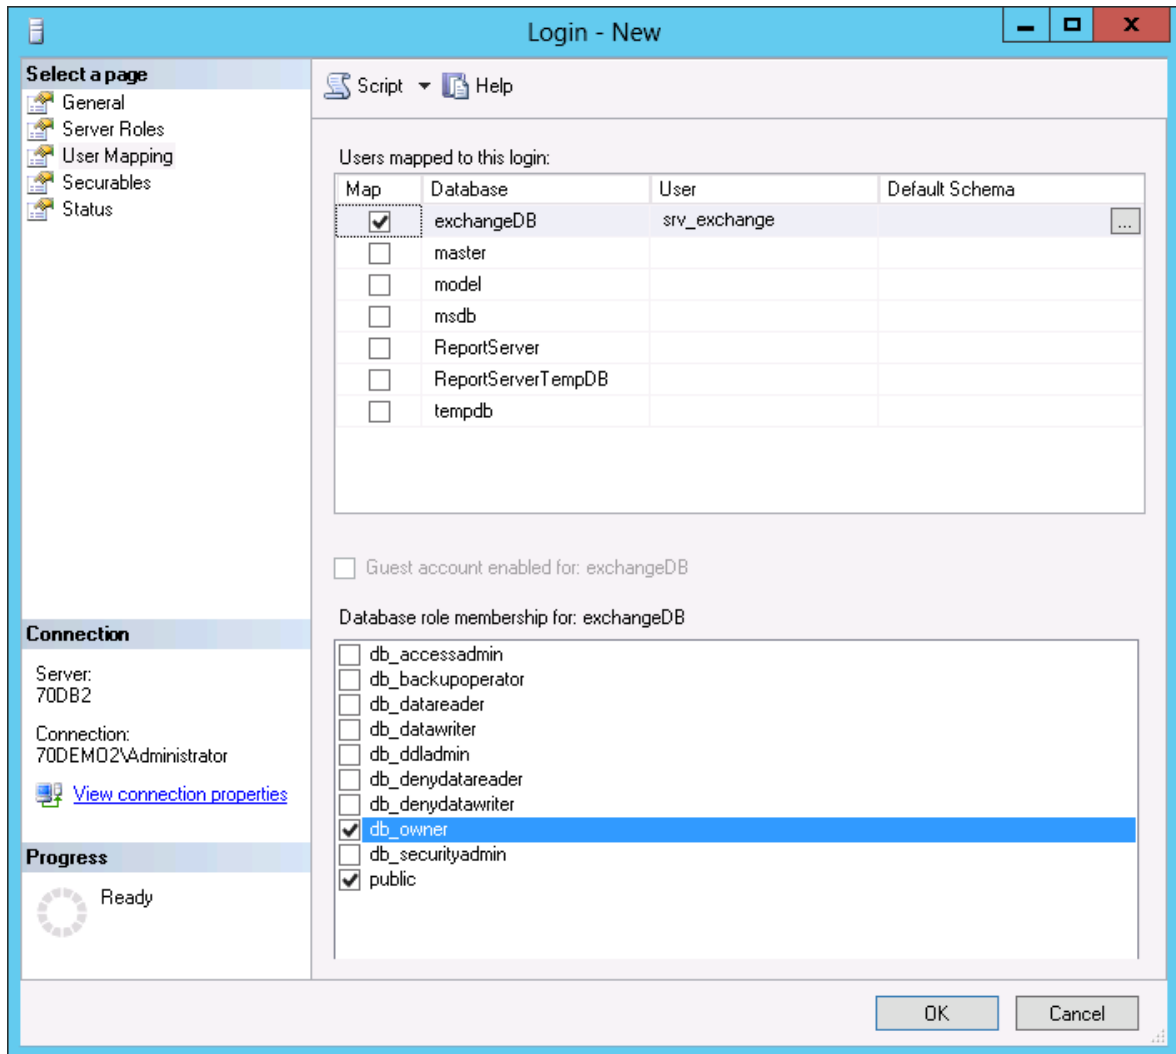 Login - New
Select a page
General
Server Roles
User Mapping
Securables
Status
Script Help
Users mapped to this login:
Map Database User Default Schema
exchangeDB srv_exchange ...
master
model
msdb
ReportServer
ReportServerTempDB
tempdb
Guest account enabled for: exchangeDB
Database role membership for: exchangeDB
db_accessadmin
db_backupoperator
db_datareader
db_datawriter
db_ddladmin
db_denydatareader
db_denydatawriter
db_owner
db_securityadmin
public
Connection
Server:
70DB2
Connection:
70DEMO2\Administrator
View connection properties
Progress
Ready
OK Cancel